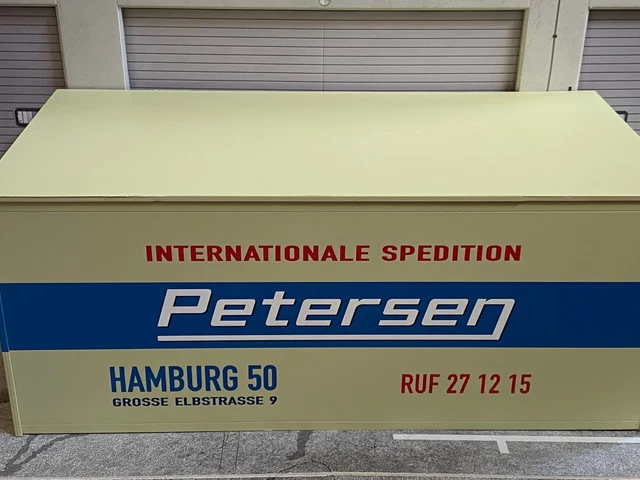 INTERNATIONALE SPEDITION
Petersen
HAMBURG 50
GROSSE ELBSTRASSE 9
RUF 27 12 15